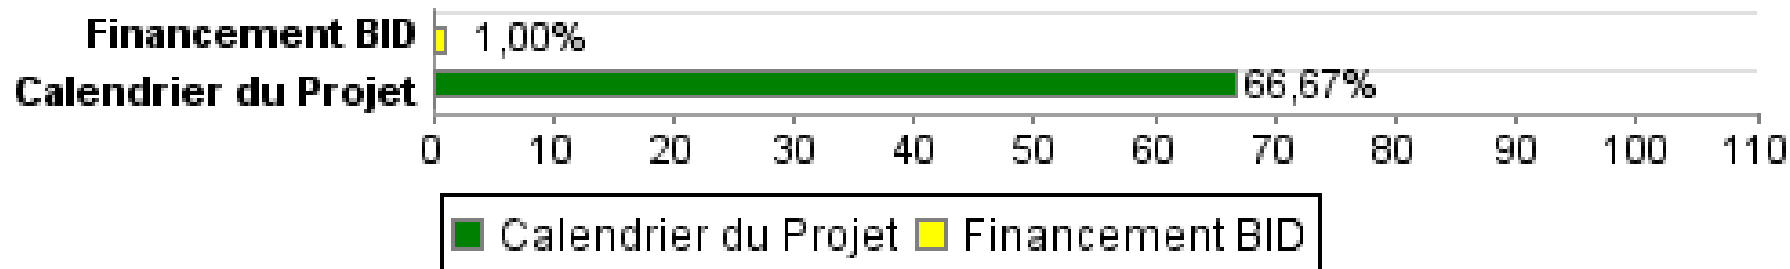 Financement BID 1,00%
Calendrier du Projet 66,67%
0 10 20 30 40 50 60 70 80 90 100 110
Calendrier du Projet Financement BID